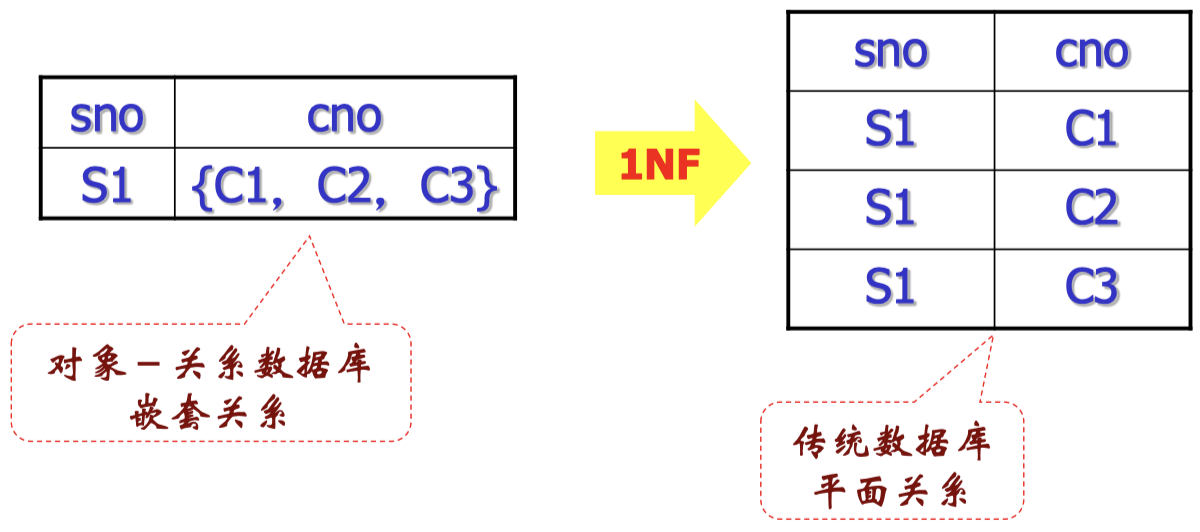 sno cno
S1 {C1, C2, C3}
对象－关系数据库
嵌套关系
1NF
sno cno
S1 C1
S1 C2
S1 C3
传统数据库
平面关系